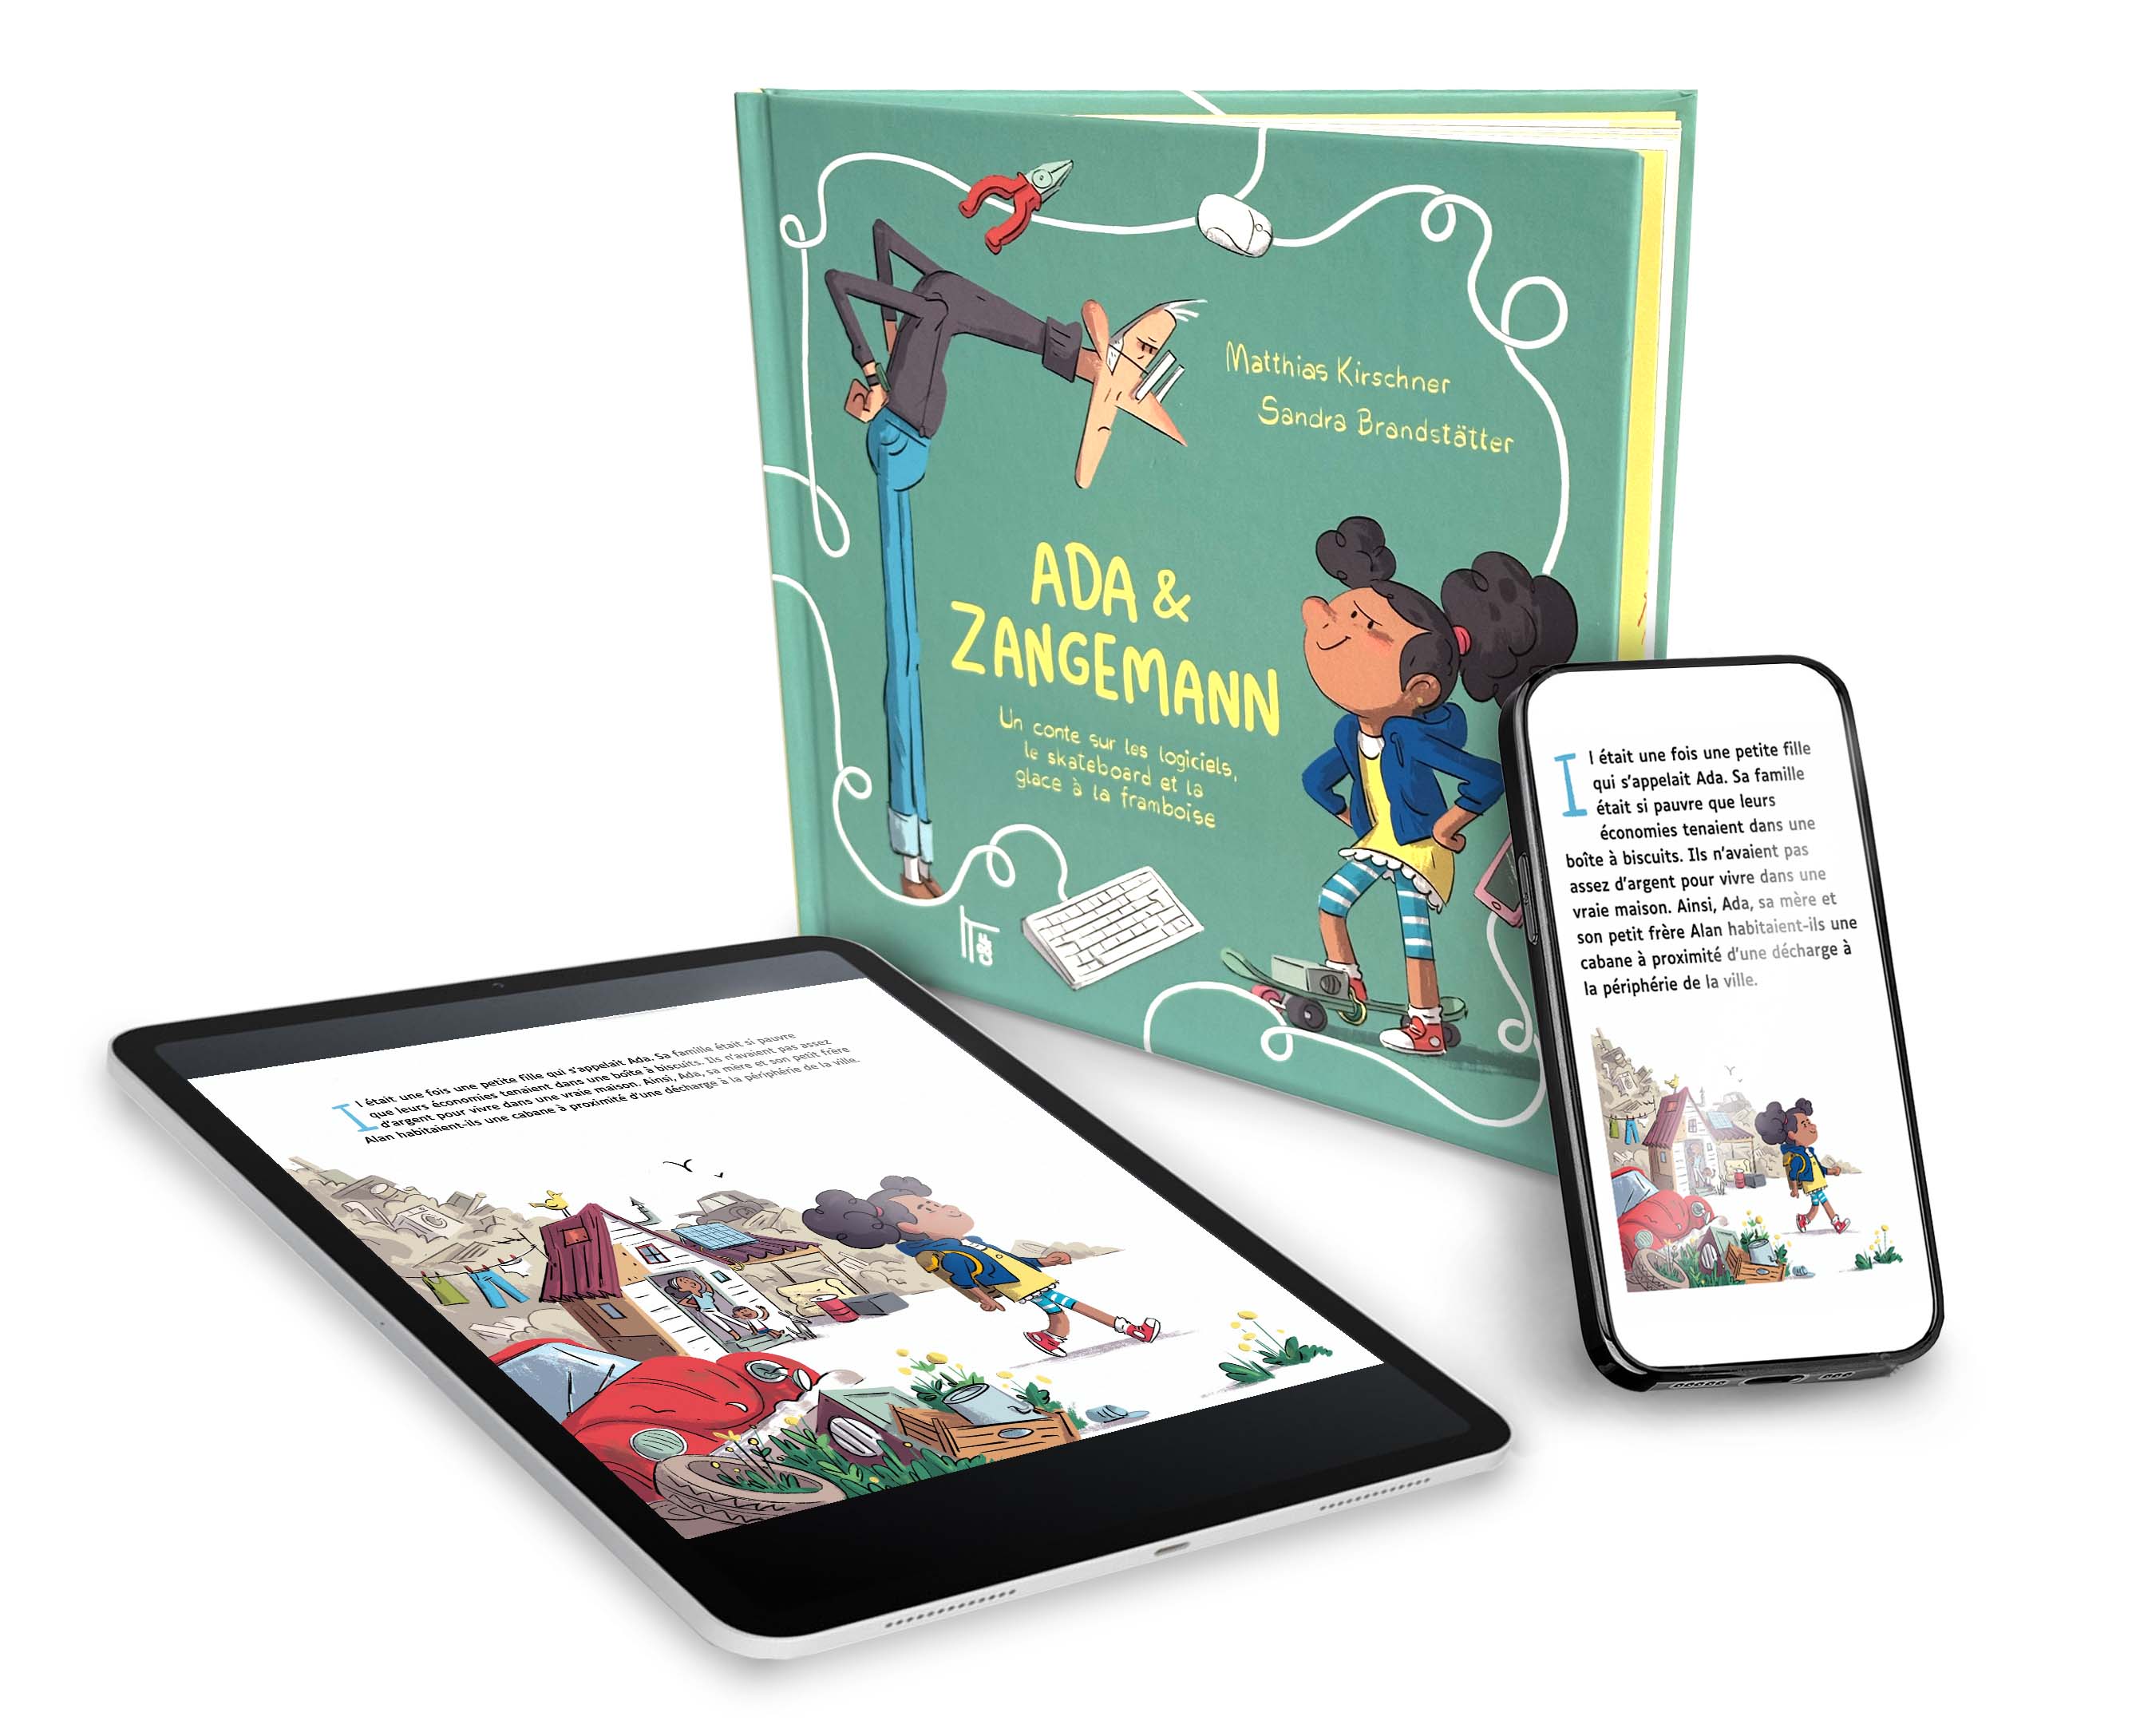 Matthias Kirschner
Sandra Brandstätter
ADA &
ZANGEMANN
Un conte sur les logiciels,
le skateboard et la
glace à la framboise
C&F
Il était une fois une petite fille
qui s'appelait Ada. Sa famille
était si pauvre que leurs
économies tenaient dans une
boîte à biscuits. Ils n'avaient pas
assez d'argent pour vivre dans une
vraie maison. Ainsi, Ada, sa mère et
son petit frère Alan habitaient-ils une
cabane à proximité d'une décharge à
la périphérie de la ville.
Il était une fois une petite fille qui s'appelait Ada. Sa famille était si pauvre
que leurs économies tenaient dans une boîte à biscuits. Ils n'avaient pas assez
d'argent pour vivre dans une vraie maison. Ainsi, Ada, sa mère et son petit frère
Alan habitaient-ils une cabane à proximité d'une décharge à la périphérie de la ville.